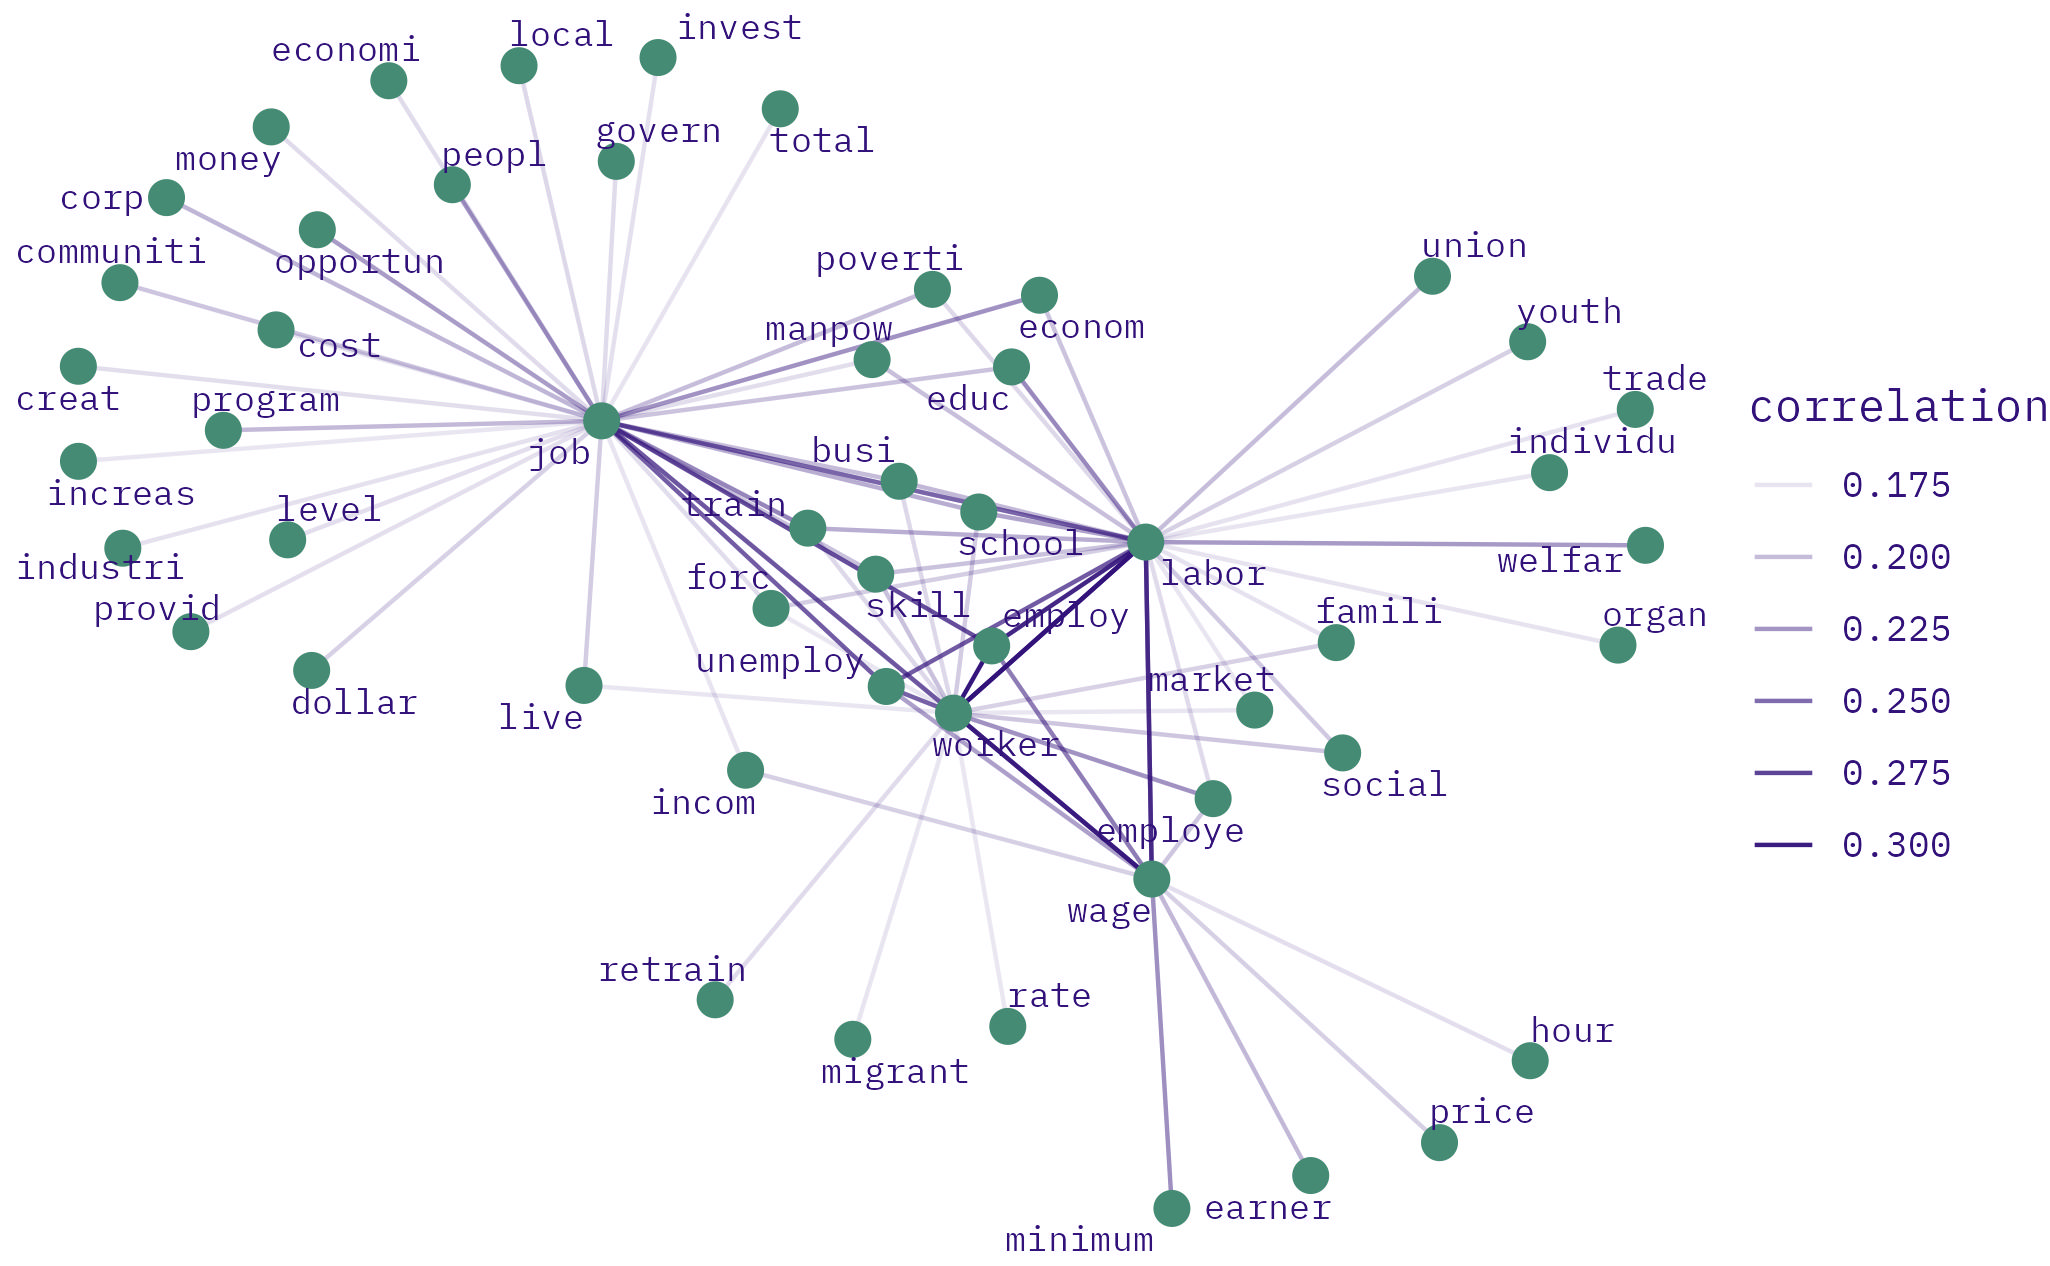 invest
local
economi
govern
total
peopl
money
corp
union
communiti
opportun
poverti
youth
manpow
econom
cost
trade
creat
program
educ
correlation
individu
job
busi
0.175
increas
level
train
school
0.200
welfar
industri
forc
labor
provid
skill
employ
famili
organ
0.225
unemploy
market
dollar
live
0.250
worker
0.275
social
incom
employe
0.300
wage
retrain
rate
hour
migrant
price
earner
minimum